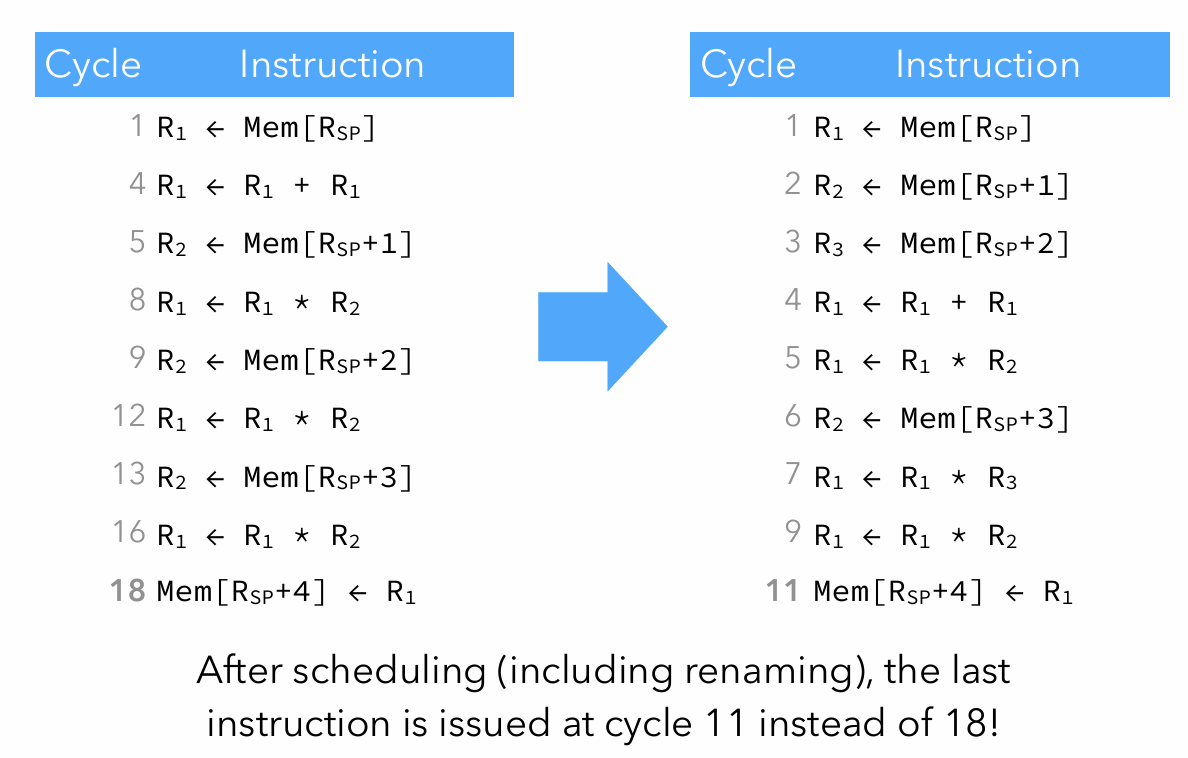 Cycle Instruction
1 R₁ ← Mem[R_SP]
4 R₁ ← R₁ + R₁
5 R₂ ← Mem[R_SP+1]
8 R₁ ← R₁ * R₂
9 R₂ ← Mem[R_SP+2]
12 R₁ ← R₁ * R₂
13 R₂ ← Mem[R_SP+3]
16 R₁ ← R₁ * R₂
18 Mem[R_SP+4] ← R₁
Cycle Instruction
1 R₁ ← Mem[R_SP]
2 R₂ ← Mem[R_SP+1]
3 R₃ ← Mem[R_SP+2]
4 R₁ ← R₁ + R₁
5 R₁ ← R₁ * R₂
6 R₂ ← Mem[R_SP+3]
7 R₁ ← R₁ * R₃
9 R₁ ← R₁ * R₂
11 Mem[R_SP+4] ← R₁
After scheduling (including renaming), the last
instruction is issued at cycle 11 instead of 18!